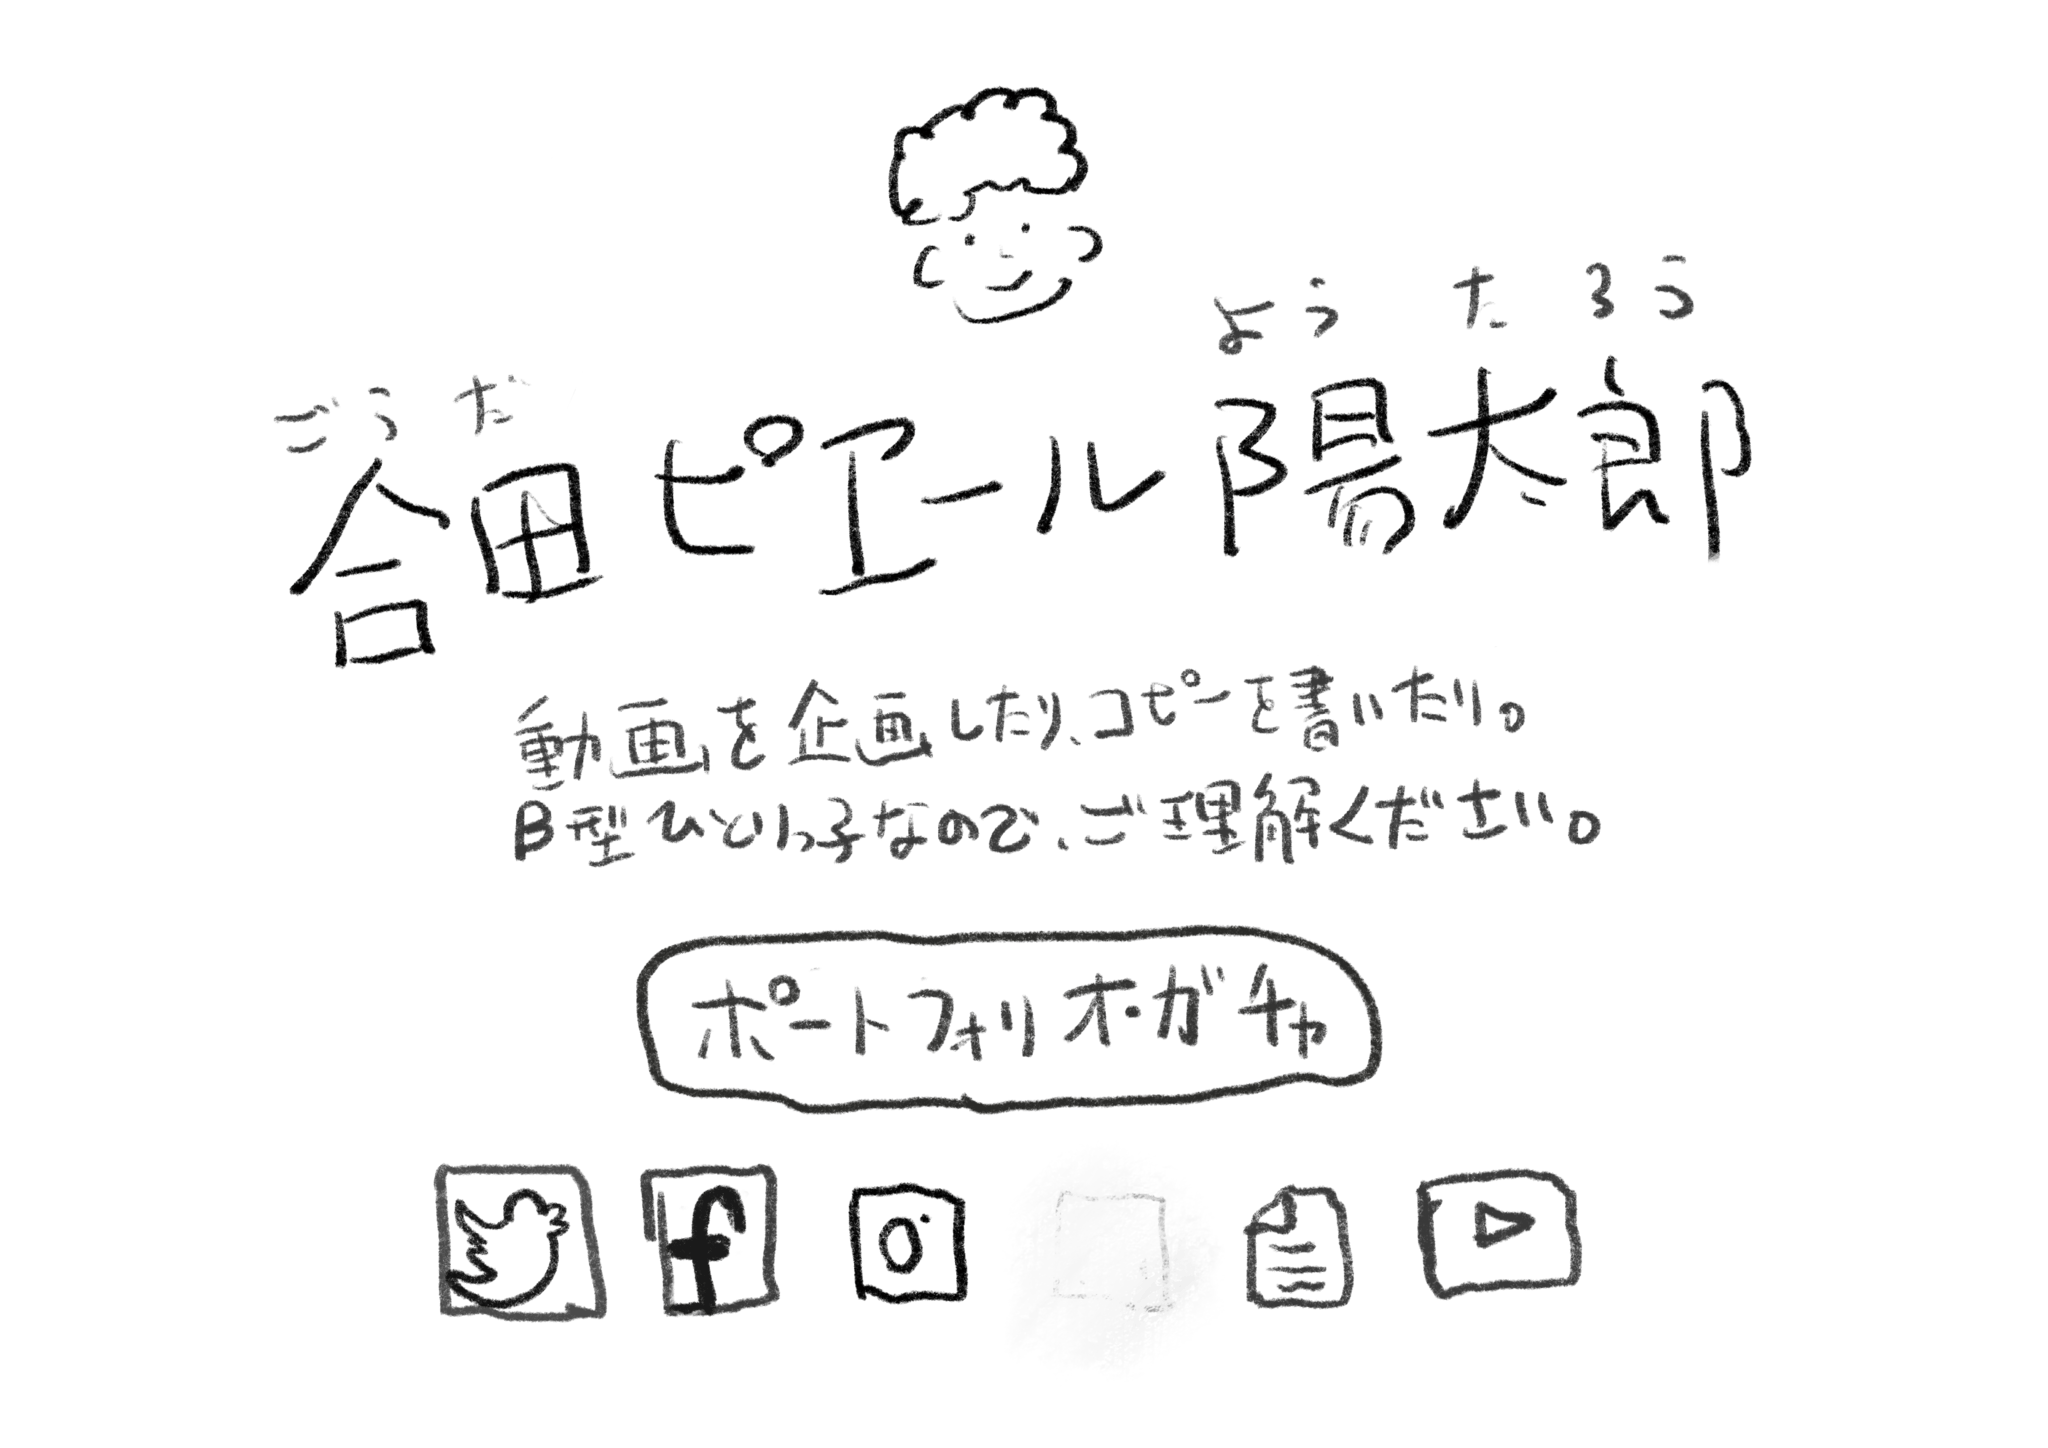 ごうだ ようたろう
合田ピエール陽太郎
動画を企画したり、コピーを書いたり。
B型ひとりっ子なので、ご理解ください。
ポートフォリオ・ガチャ
f